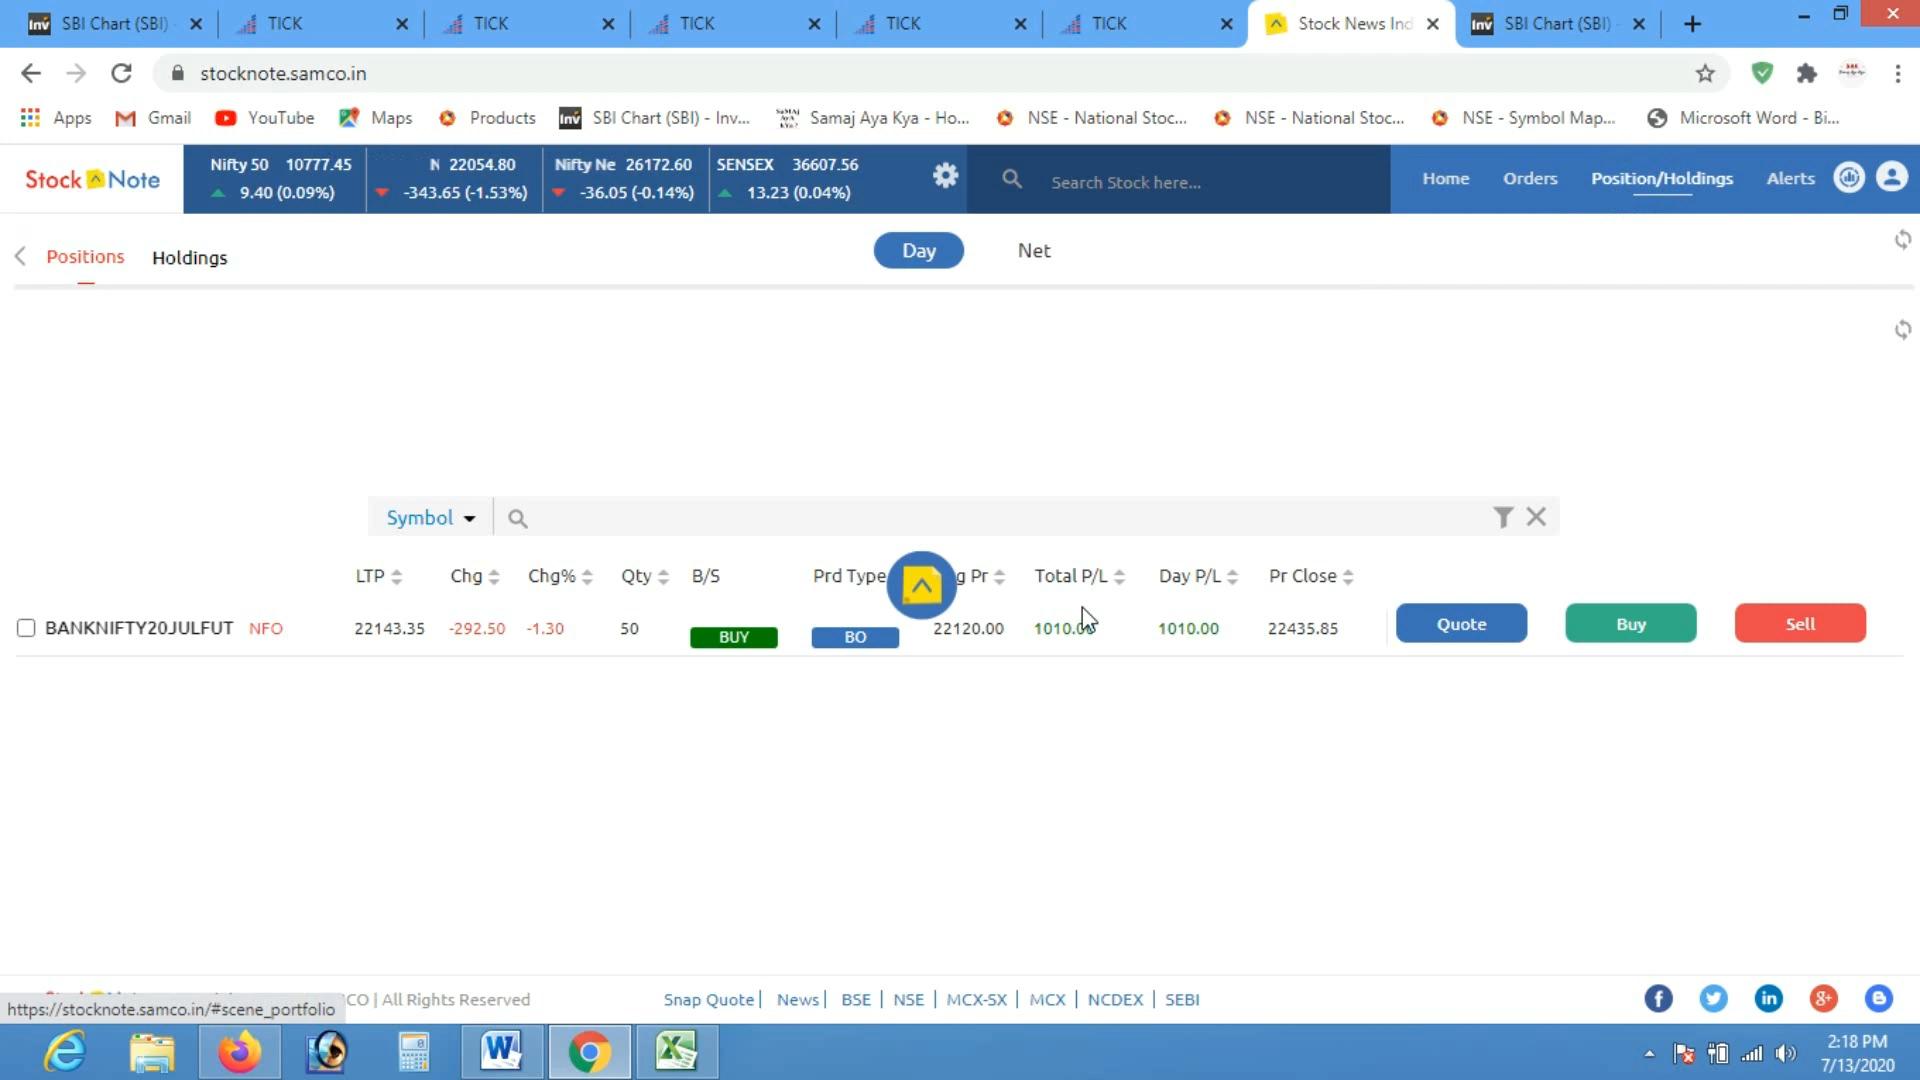 SBI Chart (SBI) -
TICK
TICK
TICK
TICK
TICK
Stock News Ind
SBI Chart (SBI) -
stocknote.samco.in
Apps
Gmail
YouTube
Maps
Products
SBI Chart (SBI) - Inv...
Samaj Aya Kya - Ho...
NSE - National Stoc...
NSE - National Stoc...
NSE - Symbol Map...
Microsoft Word - Bi...
Stock Note
Nifty 50 10777.45
9.40 (0.09%)
N 22054.80
-343.65 (-1.53%)
Nifty Ne 26172.60
-36.05 (-0.14%)
SENSEX 36607.56
13.23 (0.04%)
Search Stock here...
Home
Orders
Position/Holdings
Alerts
Positions
Holdings
Day
Net
Symbol
LTP Chg Chg% Qty B/S Prd Type g Pr Total P/L Day P/L Pr Close
BANKNIFTY20JULFUT NFO 22143.35 -292.50 -1.30 50 BUY BO 22120.00 1010.00 1010.00 22435.85 Quote Buy Sell
CO | All Rights Reserved
Snap Quote | News | BSE | NSE | MCX-SX | MCX | NCDEX | SEBI
https://stocknote.samco.in/#scene_portfolio
2:18 PM
7/13/2020